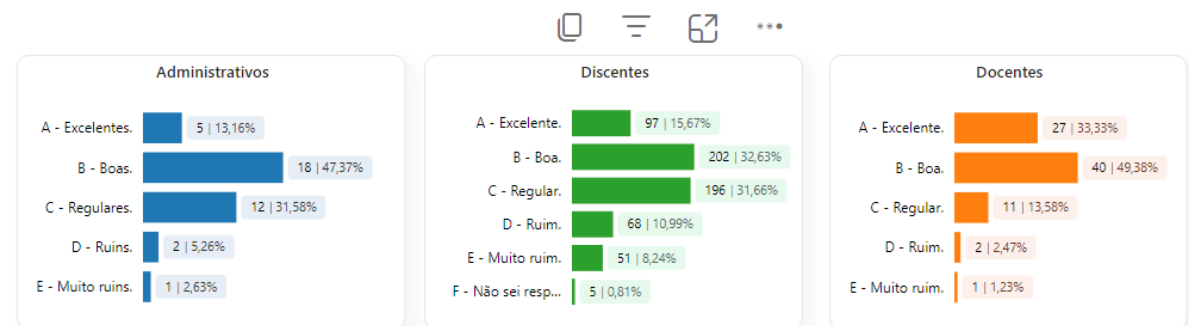 Administrativos
A - Excelentes. 5 | 13,16%
B - Boas. 18 | 47,37%
C - Regulares. 12 | 31,58%
D - Ruins. 2 | 5,26%
E - Muito ruins. 1 | 2,63%
Discentes
A - Excelente. 97 | 15,67%
B - Boa. 202 | 32,63%
C - Regular. 196 | 31,66%
D - Ruim. 68 | 10,99%
E - Muito ruim. 51 | 8,24%
F - Não sei resp... 5 | 0,81%
Docentes
A - Excelente. 27 | 33,33%
B - Boa. 40 | 49,38%
C - Regular. 11 | 13,58%
D - Ruim. 2 | 2,47%
E - Muito ruim. 1 | 1,23%